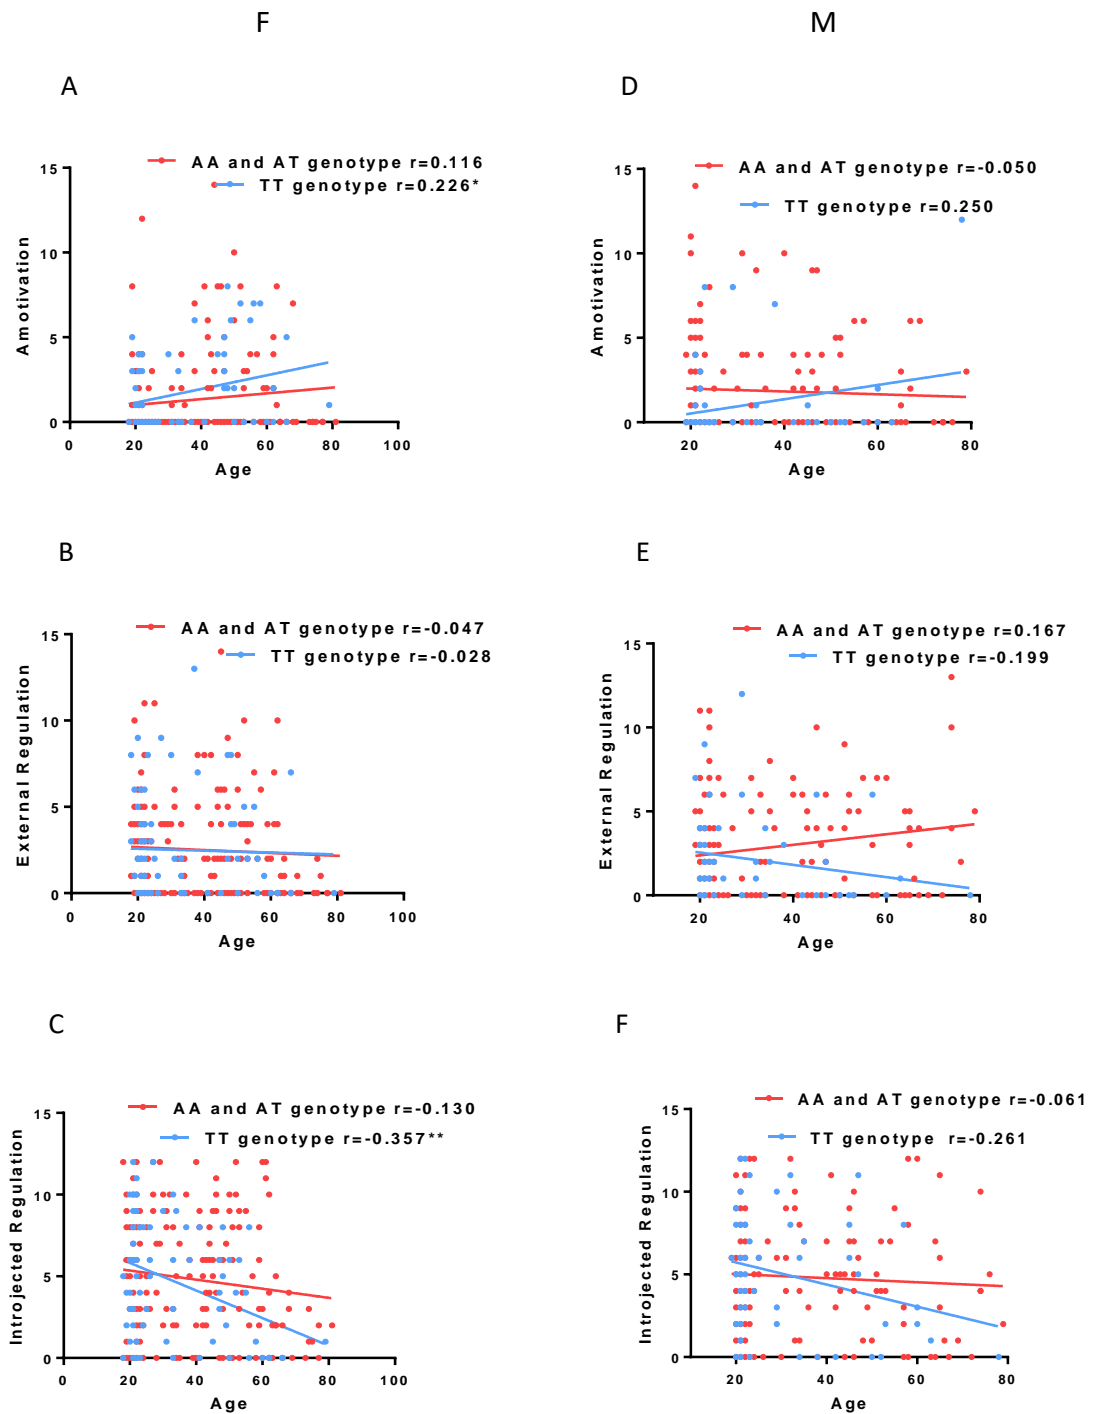 F
M
A
D
AA and AT genotype r=0.116
TT genotype r=0.226*
15
10
5
0
Amotivation
0 20 40 60 80 100
Age
AA and AT genotype r=-0.050
TT genotype r=0.250
15
10
5
0
Amotivation
20 40 60 80
Age
B
E
AA and AT genotype r=-0.047
TT genotype r=-0.028
15
10
5
0
External Regulation
0 20 40 60 80 100
Age
AA and AT genotype r=0.167
TT genotype r=-0.199
15
10
5
0
External Regulation
20 40 60 80
Age
C
F
AA and AT genotype r=-0.130
TT genotype r=-0.357**
15
10
5
0
Introjected Regulation
0 20 40 60 80 100
Age
AA and AT genotype r=-0.061
TT genotype r=-0.261
15
10
5
0
Introjected Regulation
20 40 60 80
Age